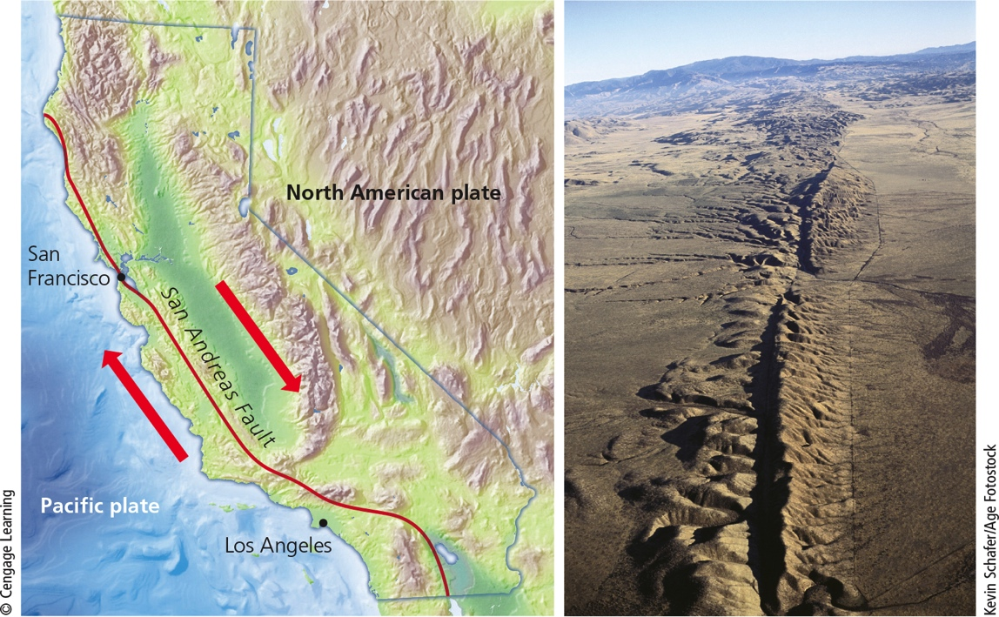 North American plate
San
Francisco
San Andreas Fault
Pacific plate
Los Angeles
© Cengage Learning
Kevin Schafer/Age Fotostock